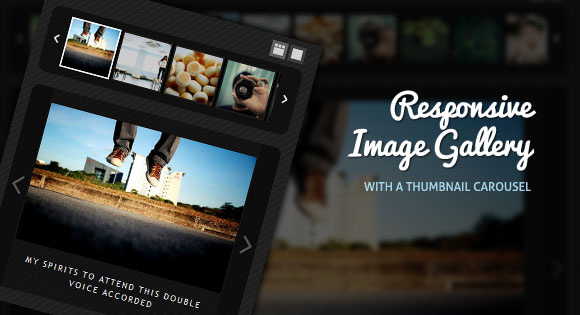 Responsive
Image Gallery
WITH A THUMBNAIL CAROUSEL
MY SPIRITS TO ATTEND THIS DOUBLE
VOICE ACCORDED